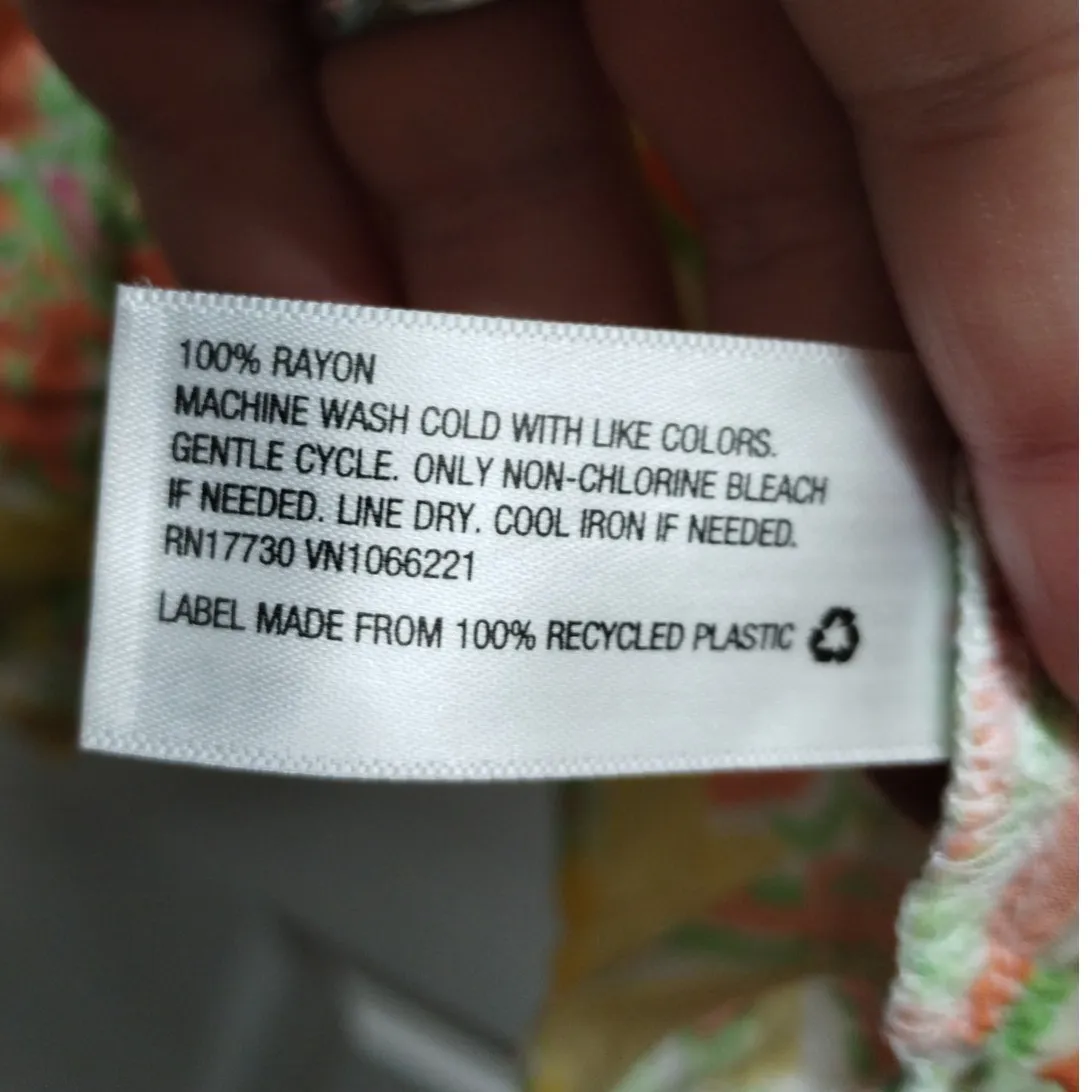 100% RAYON
MACHINE WASH COLD WITH LIKE COLORS.
GENTLE CYCLE. ONLY NON-CHLORINE BLEACH
IF NEEDED. LINE DRY. COOL IRON IF NEEDED.
RN17730 VN1066221
LABEL MADE FROM 100% RECYCLED PLASTIC